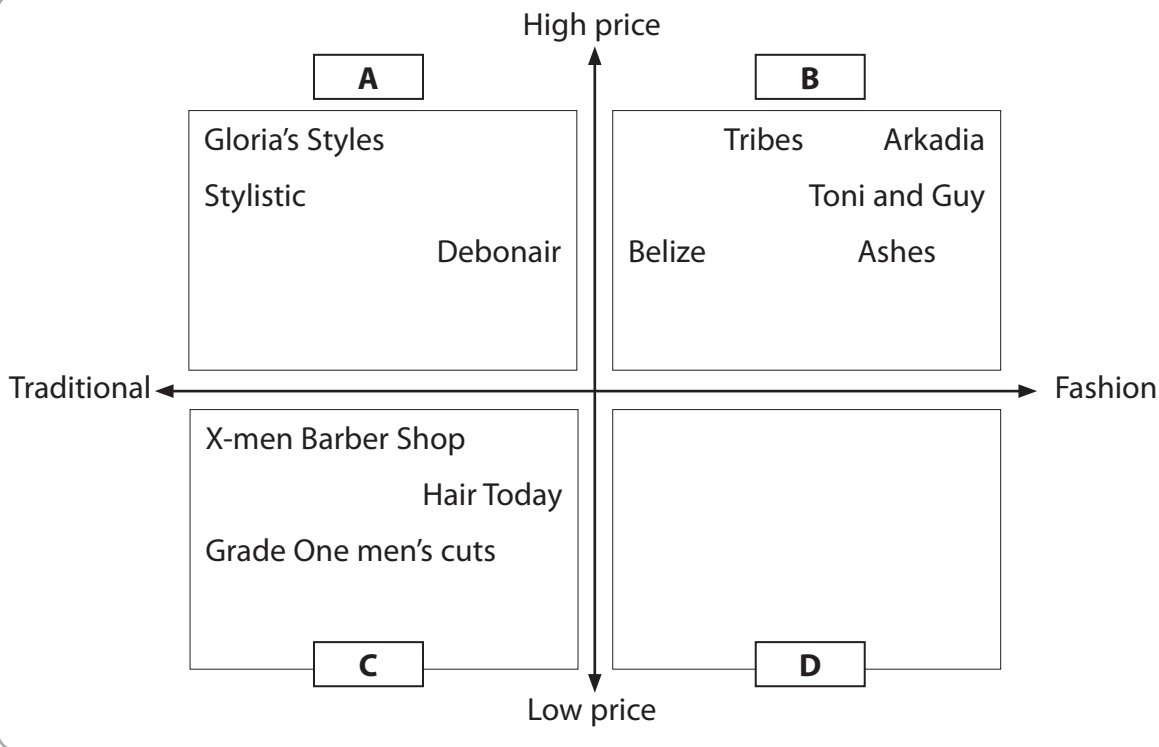 High price
A
B
Gloria's Styles
Tribes Arkadia
Stylistic
Toni and Guy
Debonair
Belize Ashes
Traditional
Fashion
X-men Barber Shop
Hair Today
Grade One men's cuts
C
D
Low price